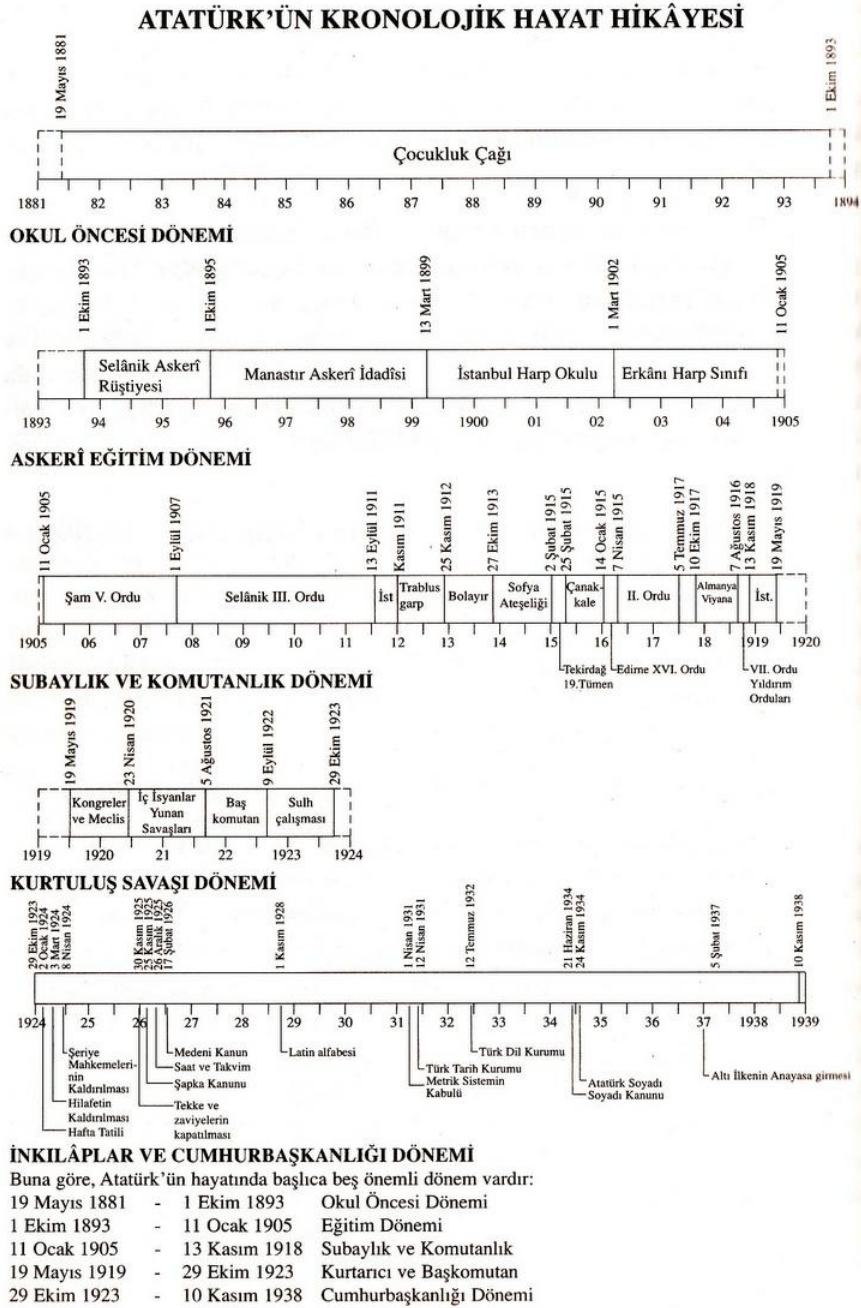 ATATÜRK'ÜN KRONOLOJİK HAYAT HİKÂYESİ
19 Mayıs 1881
1 Ekim 1893
Çocukluk Çağı
1881 82 83 84 85 86 87 88 89 90 91 92 93 1894
OKUL ÖNCESİ DÖNEMİ
1 Ekim 1893
1 Ekim 1895
13 Mart 1899
1 Mart 1902
11 Ocak 1905
Selânik Askerî
Rüştiyesi
Manastır Askerî İdadîsi
İstanbul Harp Okulu
Erkânı Harp Sınıfı
1893 94 95 96 97 98 99 1900 01 02 03 04 1905
ASKERÎ EĞİTİM DÖNEMİ
11 Ocak 1905
1 Eylül 1907
13 Eylül 1911
Kasım 1911
25 Kasım 1912
27 Ekim 1913
2 Şubat 1915
25 Şubat 1915
14 Ocak 1915
7 Nisan 1915
5 Temmuz 1917
10 Ekim 1917
7 Ağustos 1916
13 Kasım 1918
19 Mayıs 1919
Şam V. Ordu
Selânik III. Ordu
İst
Trablus
garp
Bolayır
Sofya
Ateşeliği
Çanak-
kale
II. Ordu
Almanya
Viyana
İst.
1905 06 07 08 09 10 11 12 13 14 15 16 17 18 1919 1920
Tekirdağ
19.Tümen
Edirne XVI. Ordu
VII. Ordu
Yıldırım
Orduları
SUBAYLIK VE KOMUTANLIK DÖNEMİ
19 Mayıs 1919
23 Nisan 1920
5 Ağustos 1921
9 Eylül 1922
29 Ekim 1923
Kongreler
ve Meclis
İç İsyanlar
Yunan
Savaşları
Baş
komutan
Sulh
çalışması
1919 1920 21 22 1923 1924
KURTULUŞ SAVAŞI DÖNEMİ
29 Ekim 1923
2 Ocak 1924
3 Mart 1924
8 Nisan 1924
30 Kasım 1925
25 Kasım 1925
26 Aralık 1925
17 Şubat 1926
1 Kasım 1928
1 Nisan 1931
12 Nisan 1931
12 Temmuz 1932
21 Haziran 1934
24 Kasım 1934
5 Şubat 1937
10 Kasım 1938
1924 25 26 27 28 29 30 31 32 33 34 35 36 37 1938 1939
Şeriye
Mahkemeleri-
nin
Kaldırılması
Hilafetin
Kaldırılması
Hafta Tatili
Medeni Kanun
Saat ve Takvim
Şapka Kanunu
Tekke ve
zaviyelerin
kapatılması
Latin alfabesi
Türk Dil Kurumu
Türk Tarih Kurumu
Metrik Sistemin
Kabulü
Atatürk Soyadı
Soyadı Kanunu
Altı İlkenin Anayasa girmesi
İNKILÂPLAR VE CUMHURBAŞKANLIĞI DÖNEMİ
Buna göre, Atatürk'ün hayatında başlıca beş önemli dönem vardır:
19 Mayıs 1881 - 1 Ekim 1893 Okul Öncesi Dönemi
1 Ekim 1893 - 11 Ocak 1905 Eğitim Dönemi
11 Ocak 1905 - 13 Kasım 1918 Subaylık ve Komutanlık
19 Mayıs 1919 - 29 Ekim 1923 Kurtarıcı ve Başkomutan
29 Ekim 1923 - 10 Kasım 1938 Cumhurbaşkanlığı Dönemi